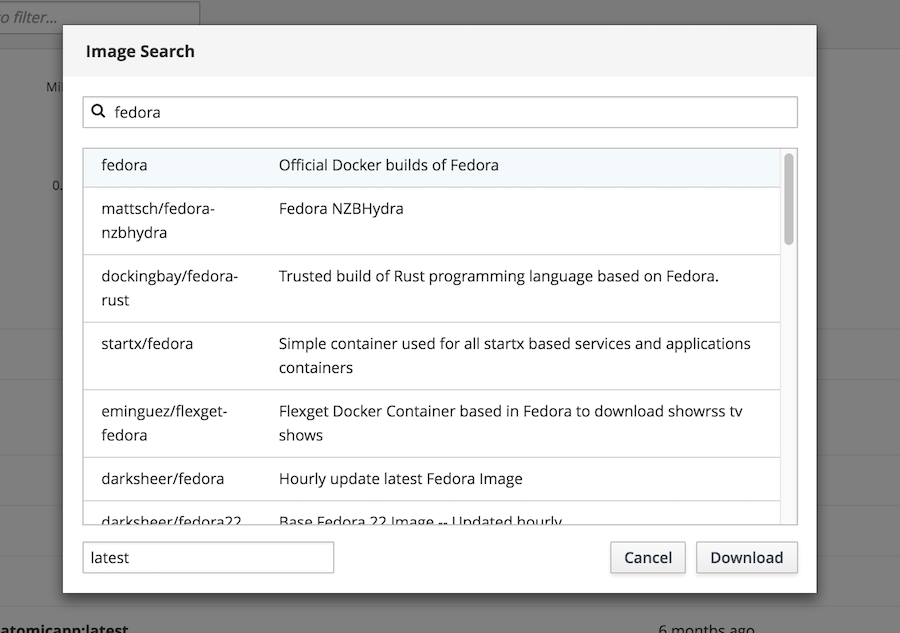 to filter...
Image Search
fedora
fedora Official Docker builds of Fedora
mattsch/fedora- Fedora NZBHydra
nzbhydra
dockingbay/fedora- Trusted build of Rust programming language based on Fedora.
rust
startx/fedora Simple container used for all startx based services and applications
containers
eminguez/flexget- Flexget Docker Container based in Fedora to download showrss tv
fedora shows
darksheer/fedora Hourly update latest Fedora Image
darksheer/fedora22 Base Fedora 22 Image -- Updated hourly
latest Cancel Download
atomicapp:latest 6 months ago